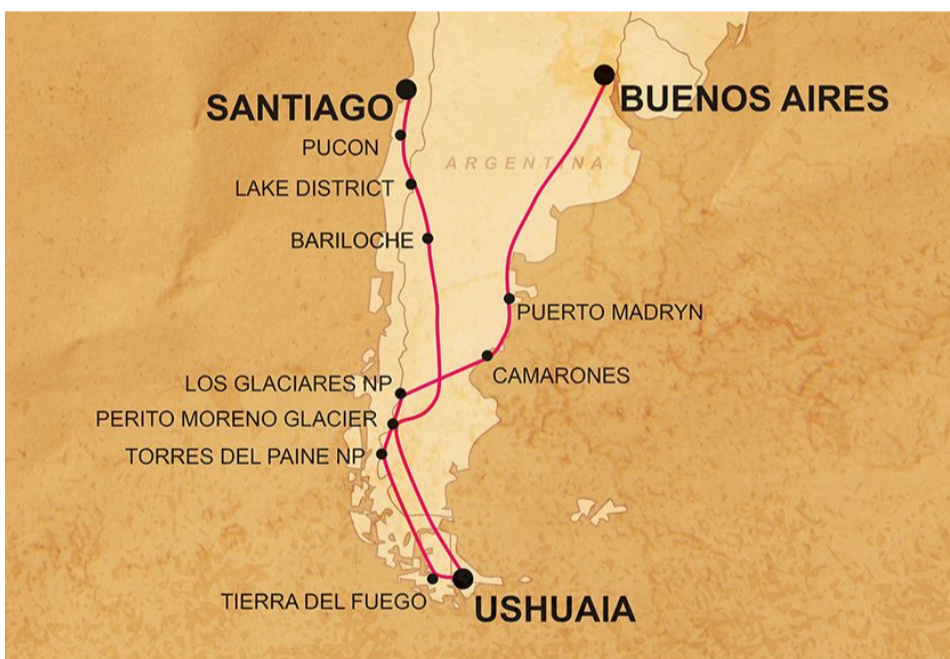 SANTIAGO
BUENOS AIRES
PUCON
ARGENTINA
LAKE DISTRICT
BARILOCHE
PUERTO MADRYN
CAMARONES
LOS GLACIARES NP
PERITO MORENO GLACIER
TORRES DEL PAINE NP
TIERRA DEL FUEGO
USHUAIA